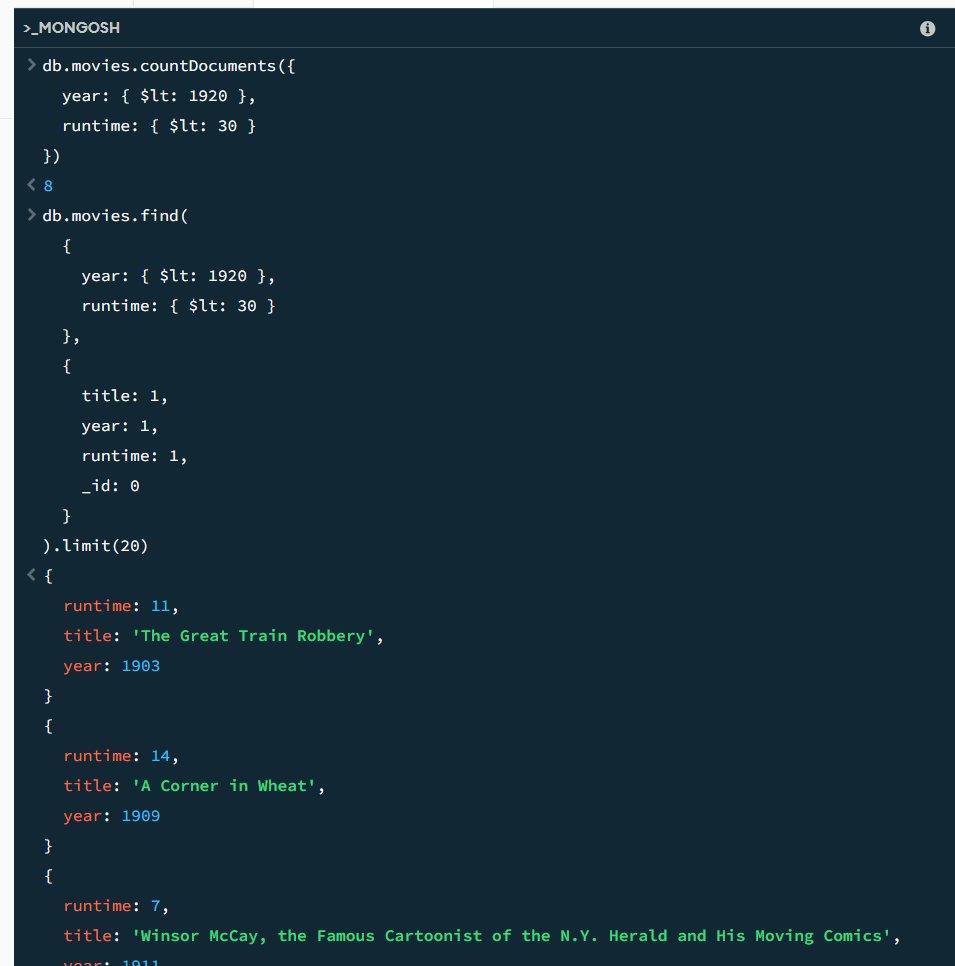 >_MONGOSH
> db.movies.countDocuments({
year: { $lt: 1920 },
runtime: { $lt: 30 }
})
< 8
> db.movies.find(
{
year: { $lt: 1920 },
runtime: { $lt: 30 }
},
{
title: 1,
year: 1,
runtime: 1,
_id: 0
}
).limit(20)
< {
runtime: 11,
title: 'The Great Train Robbery',
year: 1903
}
{
runtime: 14,
title: 'A Corner in Wheat',
year: 1909
}
{
runtime: 7,
title: 'Winsor McCay, the Famous Cartoonist of the N.Y. Herald and His Moving Comics',
year: 1911